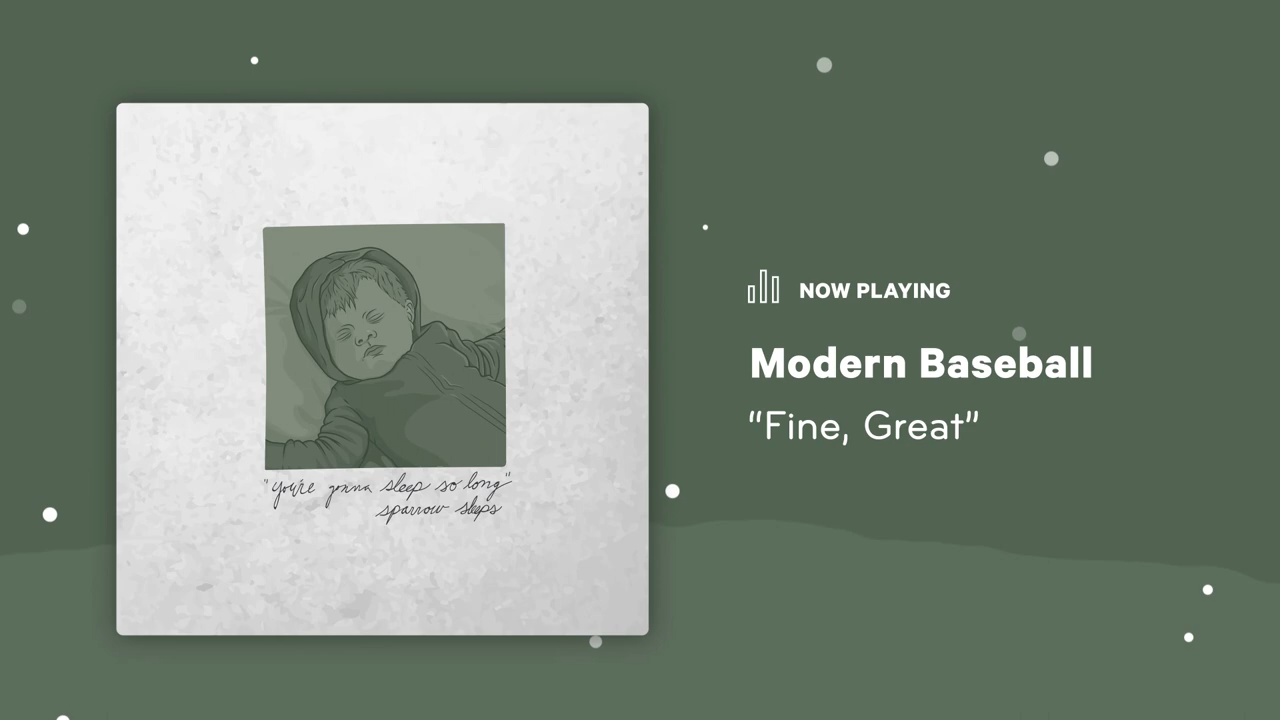 "you're gonna sleep so long"
sparrow sleeps
NOW PLAYING
Modern Baseball
“Fine, Great”